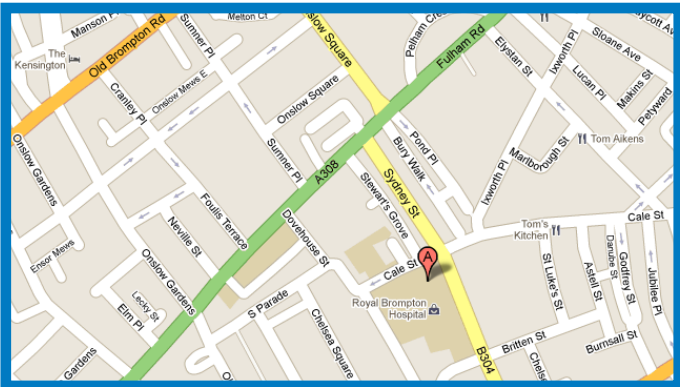 Manson Pl
Melton Ct
Onslow Square
Pelham Cres
Fulham Rd
Elystan St
Ixworth Pl
Sloane Ave
The
Kensington
Old Brompton Rd
Sumner Pl
Onslow Mews E
Cranley Pl
Onslow Square
Lucan Pl
Makins St
Petyward
Onslow Gardens
Pond Pl
Bury Walk
Tom Aikens
Marlborough St
A308
Sumner Pl
Sydney St
Stewart's Grove
Ixworth Pl
Foulis Terrace
Neville St
Dovehouse St
Cale St
Tom's
Kitchen
Ensor Mews
Onslow Gardens
A
Cale St
St Luke's St
Astell St
Danube St
Godfrey St
Jubilee Pl
Lecky St
Elm Pl
S Parade
Royal Brompton
Hospital
Chelsea Square
Britten St
Burnsall St
B304
Gardens